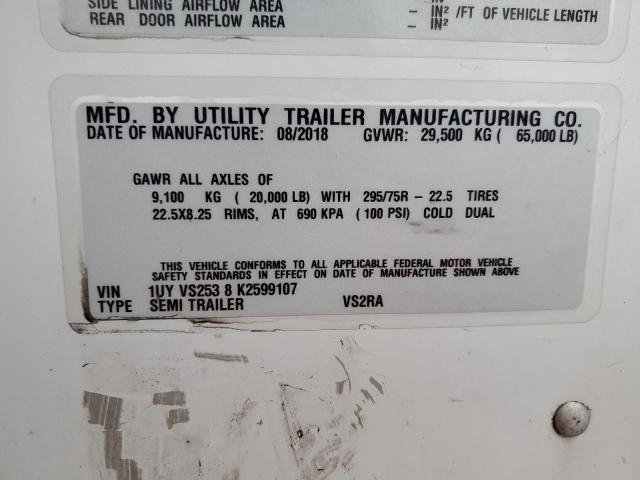 SIDE LINING AIRFLOW AREA
REAR DOOR AIRFLOW AREA
- IN² /FT OF VEHICLE LENGTH
- IN²
MFD. BY UTILITY TRAILER MANUFACTURING CO.
DATE OF MANUFACTURE: 08/2018 GVWR: 29,500 KG ( 65,000 LB)
GAWR ALL AXLES OF
9,100 KG ( 20,000 LB) WITH 295/75R - 22.5 TIRES
22.5X8.25 RIMS, AT 690 KPA ( 100 PSI) COLD DUAL
THIS VEHICLE CONFORMS TO ALL APPLICABLE FEDERAL MOTOR VEHICLE
SAFETY STANDARDS IN EFFECT ON DATE OF MANUFACTURE SHOWN ABOVE
VIN 1UY VS253 8 K2599107
TYPE SEMI TRAILER VS2RA